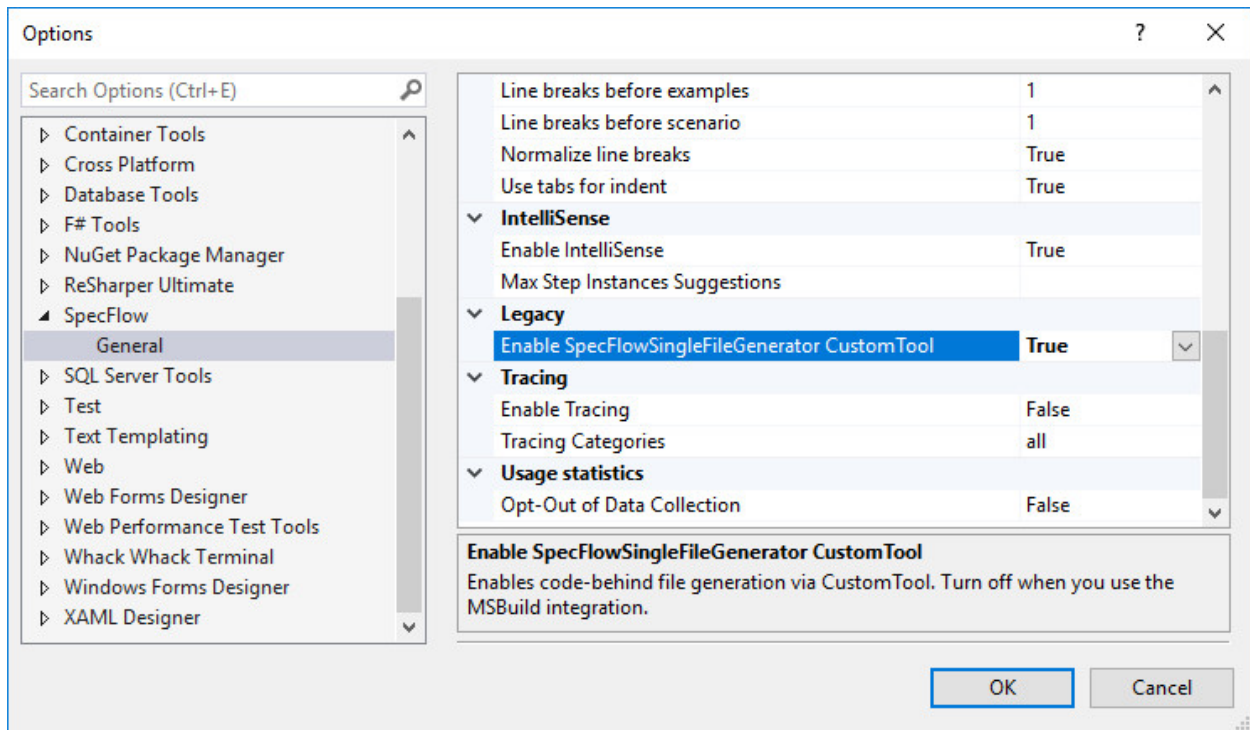 Options
?
Search Options (Ctrl+E)
Container Tools
Cross Platform
Database Tools
F# Tools
NuGet Package Manager
ReSharper Ultimate
SpecFlow
General
SQL Server Tools
Test
Text Templating
Web
Web Forms Designer
Web Performance Test Tools
Whack Whack Terminal
Windows Forms Designer
XAML Designer
Line breaks before examples 1
Line breaks before scenario 1
Normalize line breaks True
Use tabs for indent True
IntelliSense
Enable IntelliSense True
Max Step Instances Suggestions
Legacy
Enable SpecFlowSingleFileGenerator CustomTool True
Tracing
Enable Tracing False
Tracing Categories all
Usage statistics
Opt-Out of Data Collection False
Enable SpecFlowSingleFileGenerator CustomTool
Enables code-behind file generation via CustomTool. Turn off when you use the
MSBuild integration.
OK
Cancel